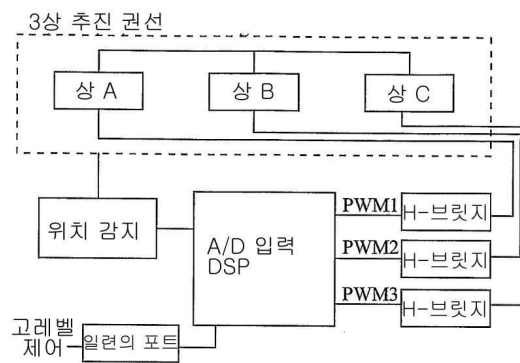 3상 추진 권선
상 A
상 B
상 C
위치 감지
A/D 입력
DSP
PWM1
H-브릿지
PWM2
H-브릿지
PWM3
H-브릿지
고레벨
제어
일련의 포트